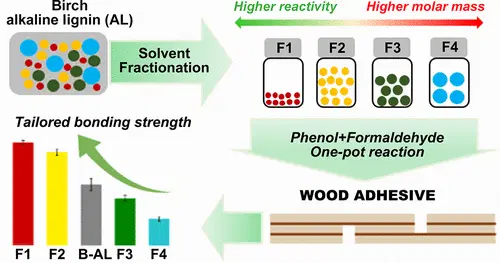 Birch
alkaline lignin (AL)
Solvent
Fractionation
Higher reactivity
Higher molar mass
F1
F2
F3
F4
Phenol+Formaldehyde
One-pot reaction
WOOD ADHESIVE
Tailored bonding strength
F1 F2 B-AL F3 F4